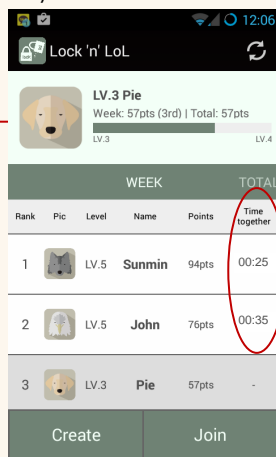 12:06
Lock 'n' LoL
LV.3 Pie
Week: 57pts (3rd) | Total: 57pts
LV.3 LV.4
WEEK TOTAL
Rank Pic Level Name Points Time together
1 LV.5 Sunmin 94pts 00:25
2 LV.5 John 76pts 00:35
3 LV.3 Pie 57pts -
Create Join